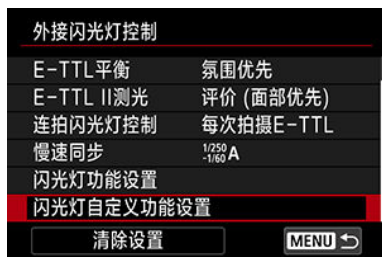 外接闪光灯控制
E-TTL平衡 氛围优先
E-TTL II测光 评价 (面部优先)
连拍闪光灯控制 每次拍摄E-TTL
慢速同步 1/250-1/60 A
闪光灯功能设置
闪光灯自定义功能设置
清除设置 MENU